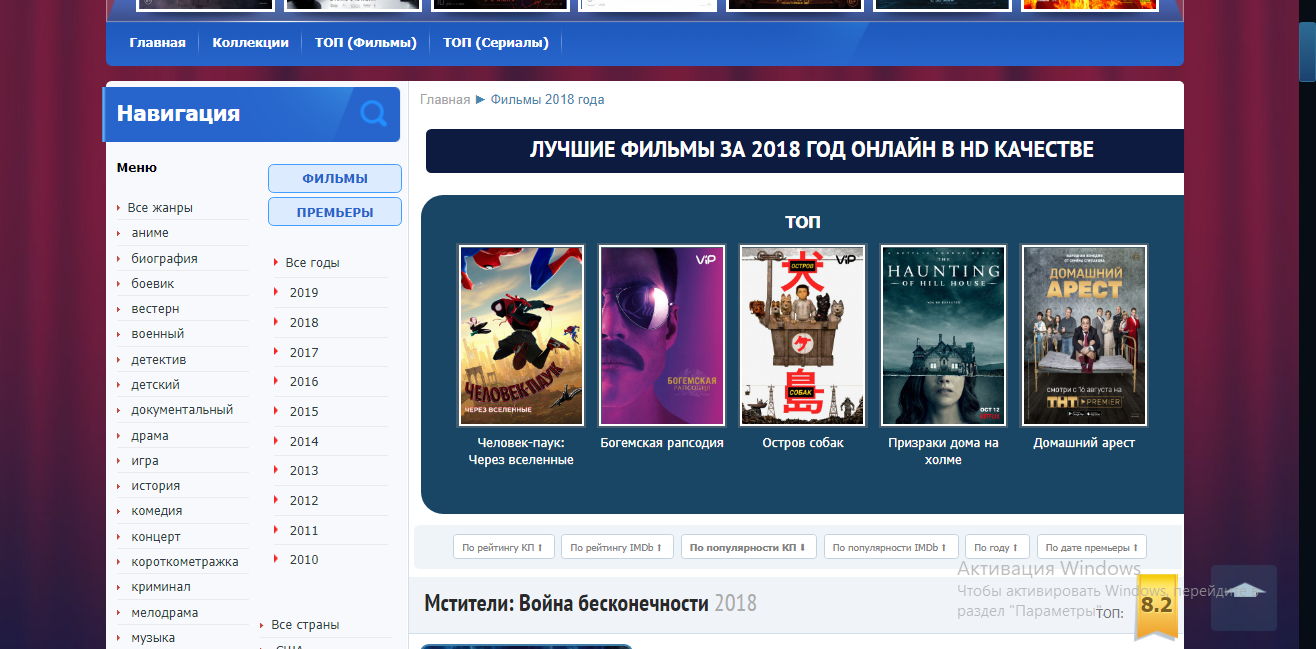 Главная Коллекции ТОП (Фильмы) ТОП (Сериалы)
Навигация
Меню
Все жанры
аниме
биография
боевик
вестерн
военный
детектив
детский
документальный
драма
игра
история
комедия
концерт
короткометражка
криминал
мелодрама
музыка
ФИЛЬМЫ
ПРЕМЬЕРЫ
Все годы
2019
2018
2017
2016
2015
2014
2013
2012
2011
2010
Все страны
США
Главная ► Фильмы 2018 года
ЛУЧШИЕ ФИЛЬМЫ ЗА 2018 ГОД ОНЛАЙН В HD КАЧЕСТВЕ
ТОП
ЧЕЛОВЕК-ПАУК
ЧЕРЕЗ ВСЕЛЕННЫЕ
Человек-паук:
Через вселенные
ViP
БОГЕМСКАЯ
РАПСОДИЯ
Богемская рапсодия
ViP
ОСТРОВ
犬
ケ
島
СОБАК
Остров собак
THE
HAUNTING
OF HILL HOUSE
OCT 12
Призраки дома на
холме
ДОМАШНИЙ
АРЕСТ
СМОТРИ С 16 АВГУСТА НА
ТНТ PREMIER
Домашний арест
По рейтингу КП ⬆ По рейтингу IMDb ⬆ По популярности КП ⬇ По популярности IMDb ⬆ По году ⬆ По дате премьеры ⬆
Мстители: Война бесконечности 2018
ТОП: 8.2
Активация Windows
Чтобы активировать Windows, перейдите в
раздел "Параметры".